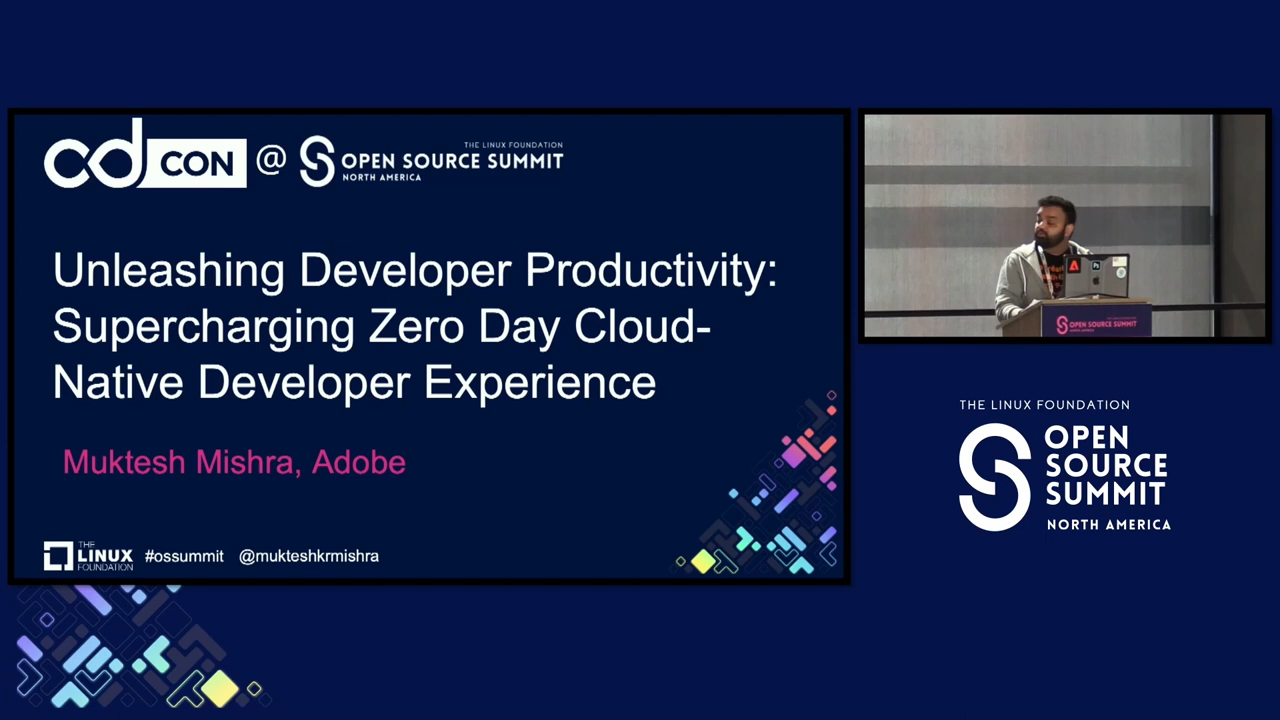 cd CON @ THE LINUX FOUNDATION
OPEN SOURCE SUMMIT
NORTH AMERICA
Unleashing Developer Productivity:
Supercharging Zero Day Cloud-
Native Developer Experience
Muktesh Mishra, Adobe
THE
LINUX
FOUNDATION
#ossummit @mukteshkrmishra
Ps
OPEN SOURCE SUMMIT
THE LINUX FOUNDATION
OPEN
SOURCE
SUMMIT
NORTH AMERICA